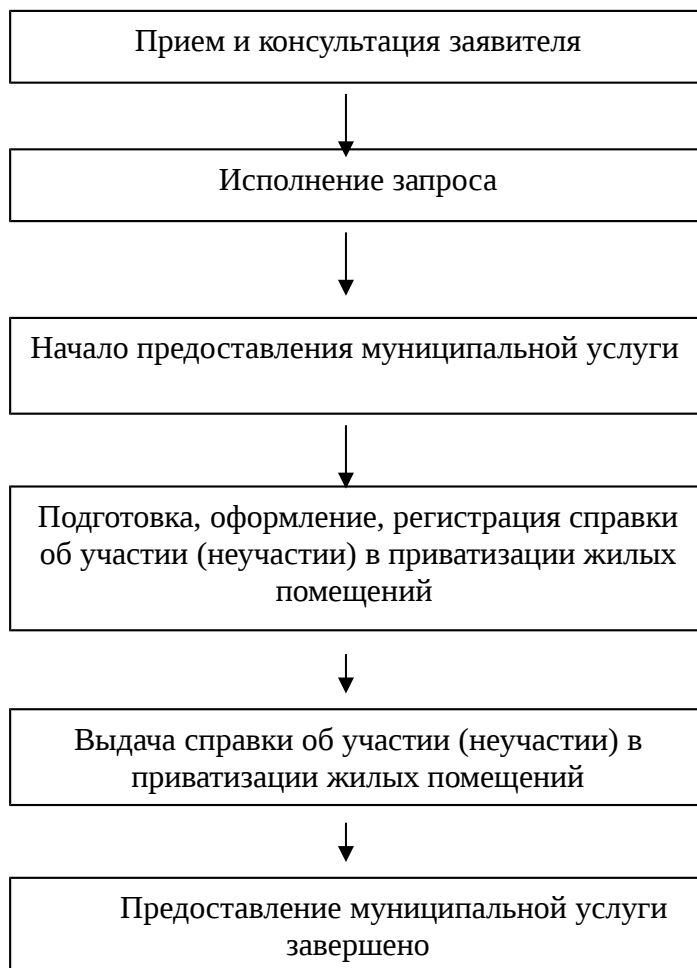 Прием и консультация заявителя
Исполнение запроса
Начало предоставления муниципальной услуги
Подготовка, оформление, регистрация справки
об участии (неучастии) в приватизации жилых
помещений
Выдача справки об участии (неучастии) в
приватизации жилых помещений
Предоставление муниципальной услуги
завершено